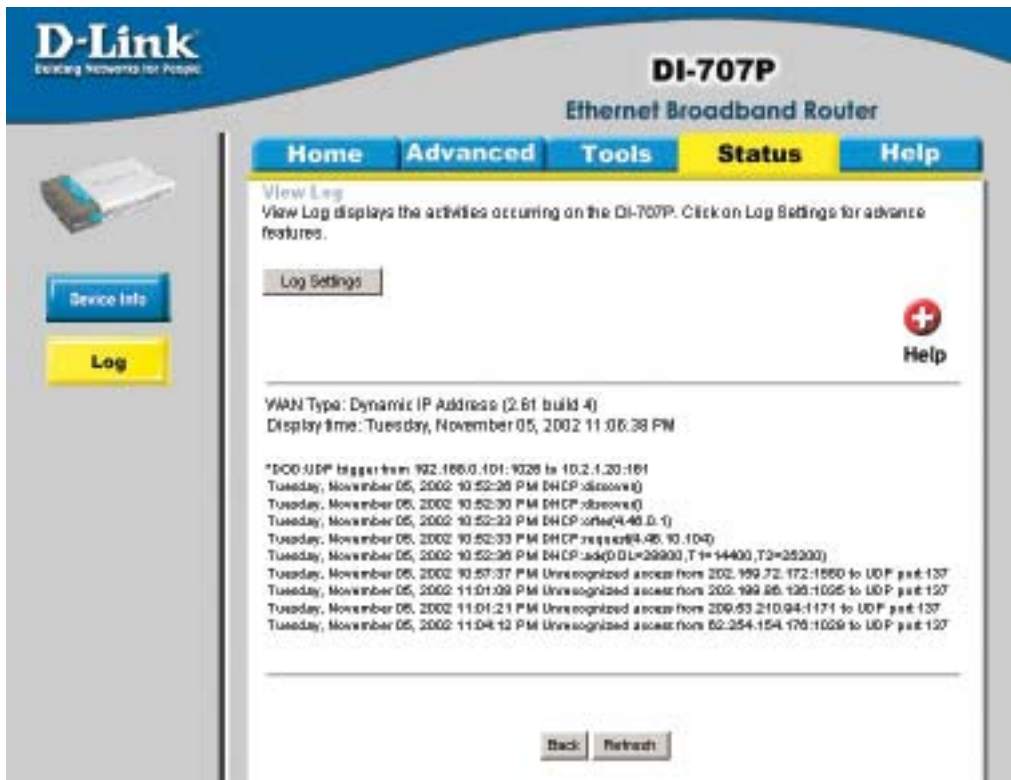 D-Link
Building Networks for People
DI-707P
Ethernet Broadband Router
Home Advanced Tools Status Help
View Log
View Log displays the activities occurring on the DI-707P. Click on Log Settings for advance
features.
Log Settings
Device Info
Help
Log
WAN Type: Dynamic IP Address (2.61 build 4)
Display time: Tuesday, November 05, 2002 11:06:38 PM
*DOD:UDP trigger from 192.168.0.101:1026 to 10.2.1.20:161
Tuesday, November 05, 2002 10:52:26 PM DHCP:discover()
Tuesday, November 05, 2002 10:52:30 PM DHCP:discover()
Tuesday, November 05, 2002 10:52:33 PM DHCP:offer(4.46.0.1)
Tuesday, November 05, 2002 10:52:33 PM DHCP:request(4.46.10.104)
Tuesday, November 05, 2002 10:52:36 PM DHCP:ack(DOL=28800,T1=14400,T2=25200)
Tuesday, November 05, 2002 10:57:37 PM Unrecognized access from to UDP port 137
Tuesday, November 05, 2002 11:01:09 PM Unrecognized access from to UDP port 137
Tuesday, November 05, 2002 11:01:21 PM Unrecognized access from 209.63.210.94:1171 to UDP port 137
Tuesday, November 05, 2002 11:04:12 PM Unrecognized access from 62.254.154.176:1029 to UDP port 137
Back Refresh